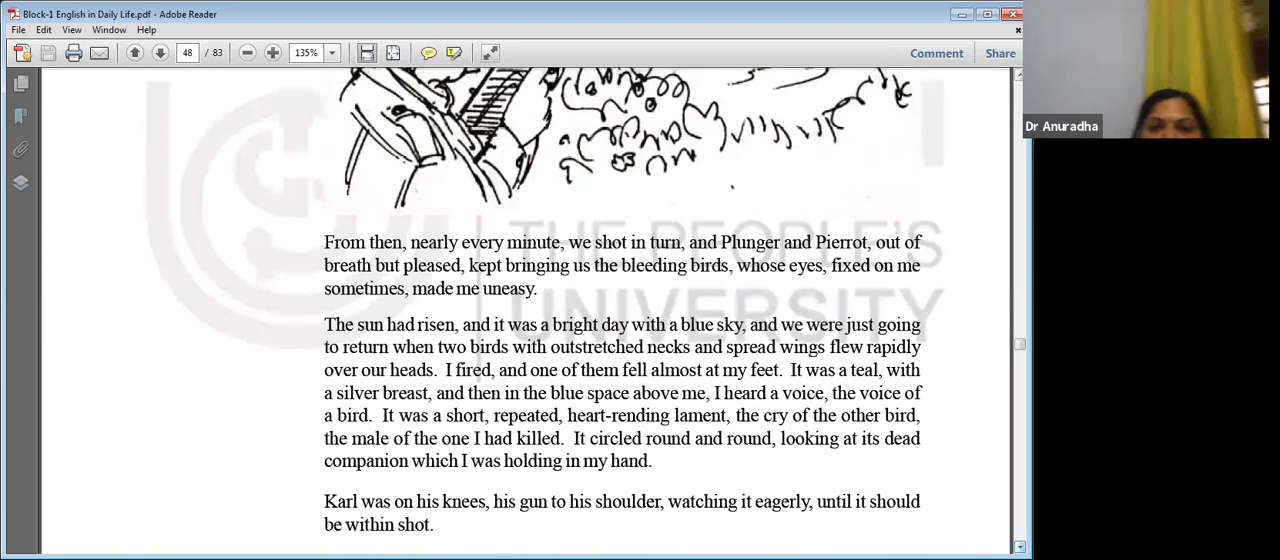 Block-1 English in Daily Life.pdf - Adobe Reader
File Edit View Window Help
48 / 83 135% Comment Share
Dr Anuradha
THE PEOPLE'S
UNIVERSITY
From then, nearly every minute, we shot in turn, and Plunger and Pierrot, out of
breath but pleased, kept bringing us the bleeding birds, whose eyes, fixed on me
sometimes, made me uneasy.
The sun had risen, and it was a bright day with a blue sky, and we were just going
to return when two birds with outstretched necks and spread wings flew rapidly
over our heads. I fired, and one of them fell almost at my feet. It was a teal, with
a silver breast, and then in the blue space above me, I heard a voice, the voice of
a bird. It was a short, repeated, heart-rending lament, the cry of the other bird,
the male of the one I had killed. It circled round and round, looking at its dead
companion which I was holding in my hand.
Karl was on his knees, his gun to his shoulder, watching it eagerly, until it should
be within shot.